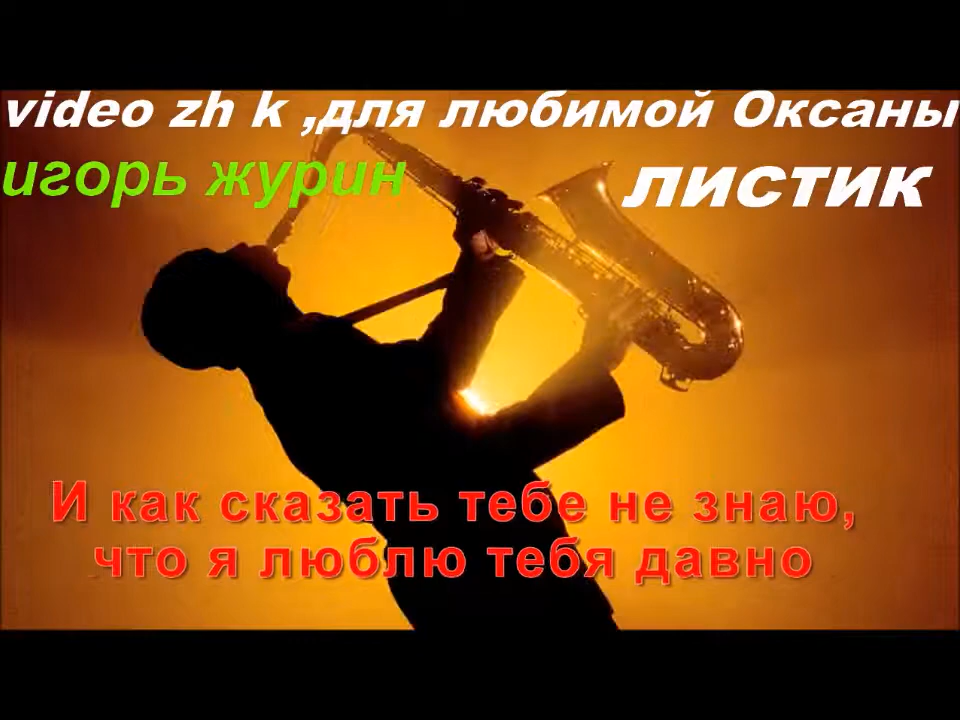 video zh k ,для любимой Оксаны
игорь журин
листик
И как сказать тебе не знаю,
что я люблю тебя давно